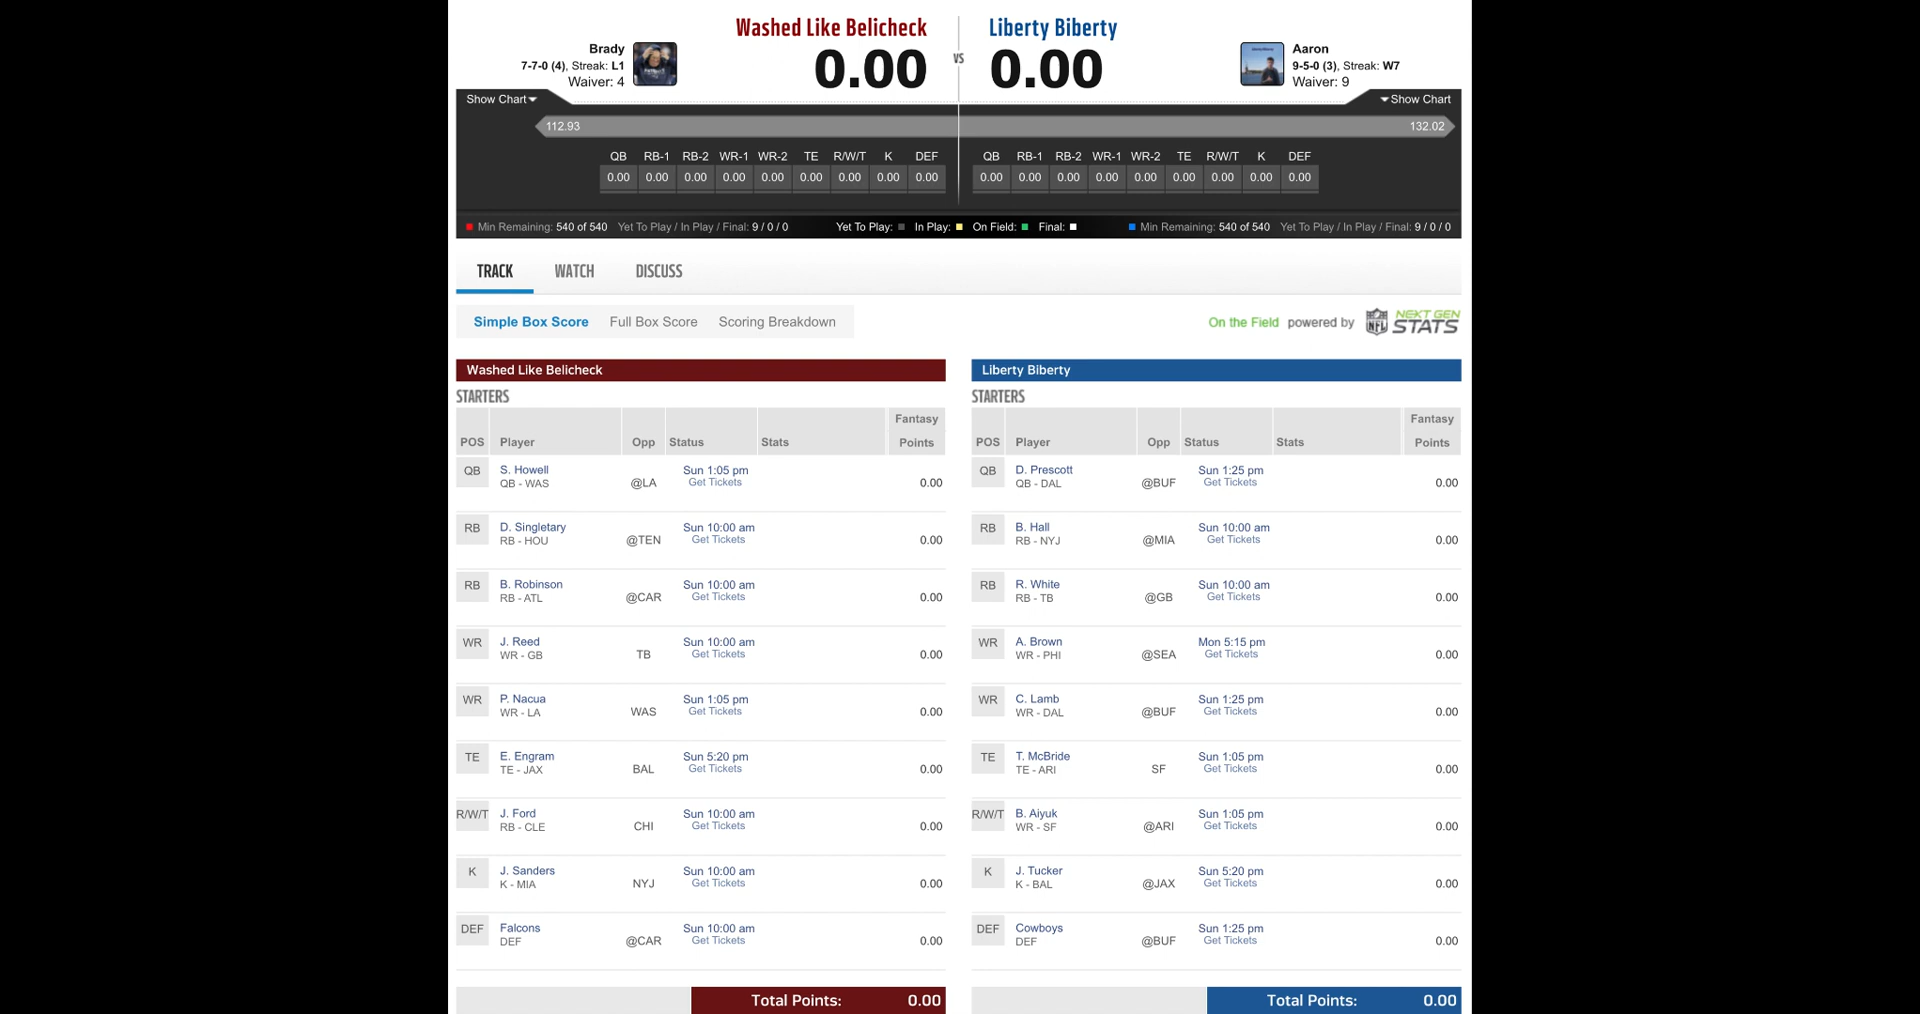 Washed Like Belicheck
Liberty Biberty
Brady
7-7-0 (4), Streak: L1
Waiver: 4
0.00
VS
0.00
Aaron
9-5-0 (3), Streak: W7
Waiver: 9
Show Chart
Show Chart
112.93
132.02
QB RB-1 RB-2 WR-1 WR-2 TE R/W/T K DEF
QB RB-1 RB-2 WR-1 WR-2 TE R/W/T K DEF
0.00 0.00 0.00 0.00 0.00 0.00 0.00 0.00 0.00
0.00 0.00 0.00 0.00 0.00 0.00 0.00 0.00 0.00
Min Remaining: 540 of 540 Yet To Play / In Play / Final: 9 / 0 / 0
Yet To Play: In Play: On Field: Final:
Min Remaining: 540 of 540 Yet To Play / In Play / Final: 9 / 0 / 0
TRACK WATCH DISCUSS
Simple Box Score Full Box Score Scoring Breakdown
On the Field powered by NFL NEXT GEN STATS
Washed Like Belicheck
STARTERS
POS Player Opp Status Stats Fantasy Points
QB S. Howell Sun 1:05 pm
QB - WAS @LA Get Tickets 0.00
RB D. Singletary Sun 10:00 am
RB - HOU @TEN Get Tickets 0.00
RB B. Robinson Sun 10:00 am
RB - ATL @CAR Get Tickets 0.00
WR J. Reed Sun 10:00 am
WR - GB TB Get Tickets 0.00
WR P. Nacua Sun 1:05 pm
WR - LA WAS Get Tickets 0.00
TE E. Engram Sun 5:20 pm
TE - JAX BAL Get Tickets 0.00
R/W/T J. Ford Sun 10:00 am
RB - CLE CHI Get Tickets 0.00
K J. Sanders Sun 10:00 am
K - MIA NYJ Get Tickets 0.00
DEF Falcons Sun 10:00 am
DEF @CAR Get Tickets 0.00
Total Points: 0.00
Liberty Biberty
STARTERS
POS Player Opp Status Stats Fantasy Points
QB D. Prescott Sun 1:25 pm
QB - DAL @BUF Get Tickets 0.00
RB B. Hall Sun 10:00 am
RB - NYJ @MIA Get Tickets 0.00
RB R. White Sun 10:00 am
RB - TB @GB Get Tickets 0.00
WR A. Brown Mon 5:15 pm
WR - PHI @SEA Get Tickets 0.00
WR C. Lamb Sun 1:25 pm
WR - DAL @BUF Get Tickets 0.00
TE T. McBride Sun 1:05 pm
TE - ARI SF Get Tickets 0.00
R/W/T B. Aiyuk Sun 1:05 pm
WR - SF @ARI Get Tickets 0.00
K J. Tucker Sun 5:20 pm
K - BAL @JAX Get Tickets 0.00
DEF Cowboys Sun 1:25 pm
DEF @BUF Get Tickets 0.00
Total Points: 0.00